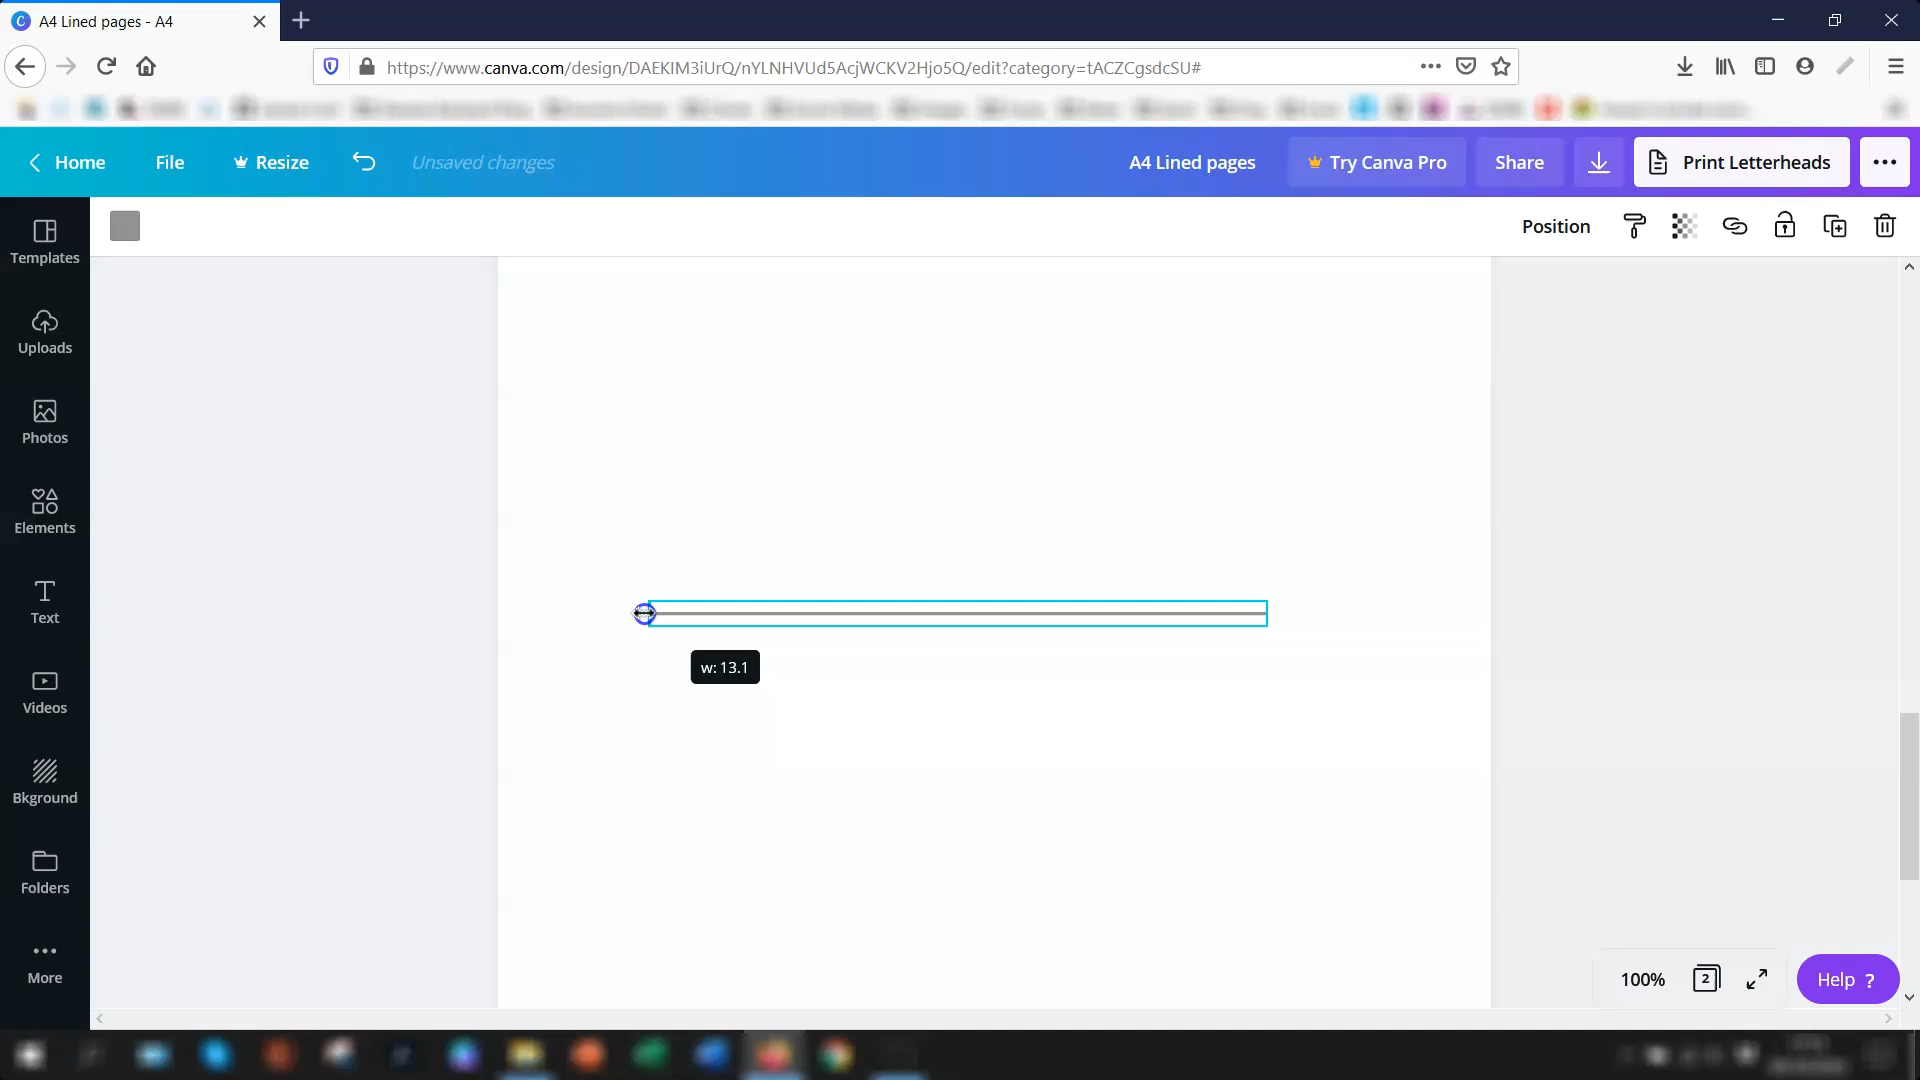 A4 Lined pages - A4
https://www.canva.com/design/DAEKIM3iUrQ/nYLNHVUd5AcjWCKV2Hjo5Q/edit?category=tACZCgsdcSU#
Home File Resize Unsaved changes A4 Lined pages Try Canva Pro Share Print Letterheads
Position
Templates
Uploads
Photos
Elements
Text
w: 13.1
Videos
Bkground
Folders
More
100% 2 Help ?